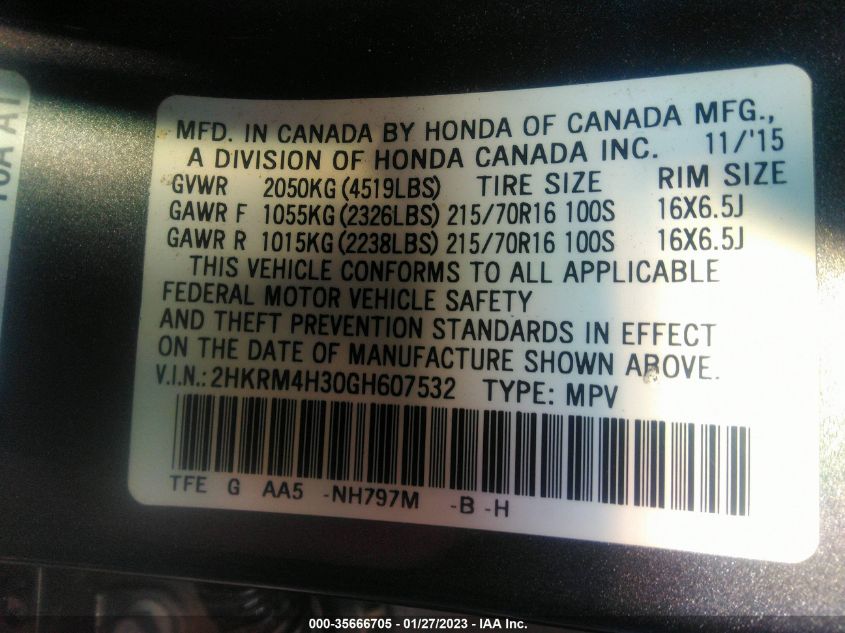 MFD. IN CANADA BY HONDA OF CANADA MFG.,
A DIVISION OF HONDA CANADA INC. 11/'15
GVWR 2050KG (4519LBS) TIRE SIZE RIM SIZE
GAWR F 1055KG (2326LBS) 215/70R16 100S 16X6.5J
GAWR R 1015KG (2238LBS) 215/70R16 100S 16X6.5J
THIS VEHICLE CONFORMS TO ALL APPLICABLE
FEDERAL MOTOR VEHICLE SAFETY
AND THEFT PREVENTION STANDARDS IN EFFECT
ON THE DATE OF MANUFACTURE SHOWN ABOVE.
V.I.N.: 2HKRM4H30GH607532 TYPE: MPV
TFE G AA5 -NH797M -B -H
000-35666705 - 01/27/2023 - IAA Inc.